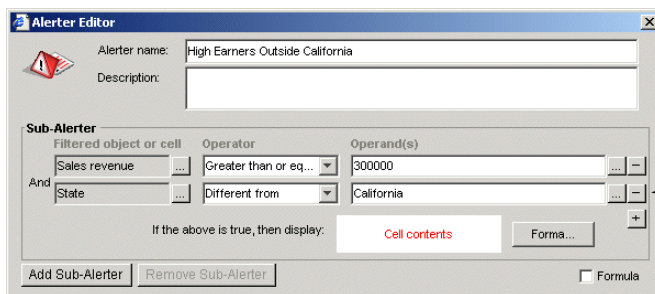 Alerter Editor
Alerter name: High Earners Outside California
Description:
Sub-Alerter
Filtered object or cell Operator Operand(s)
Sales revenue ... Greater than or eq... 300000 ... −
And
State ... Different from California ... −
+
If the above is true, then display: Cell contents Forma...
Add Sub-Alerter Remove Sub-Alerter Formula